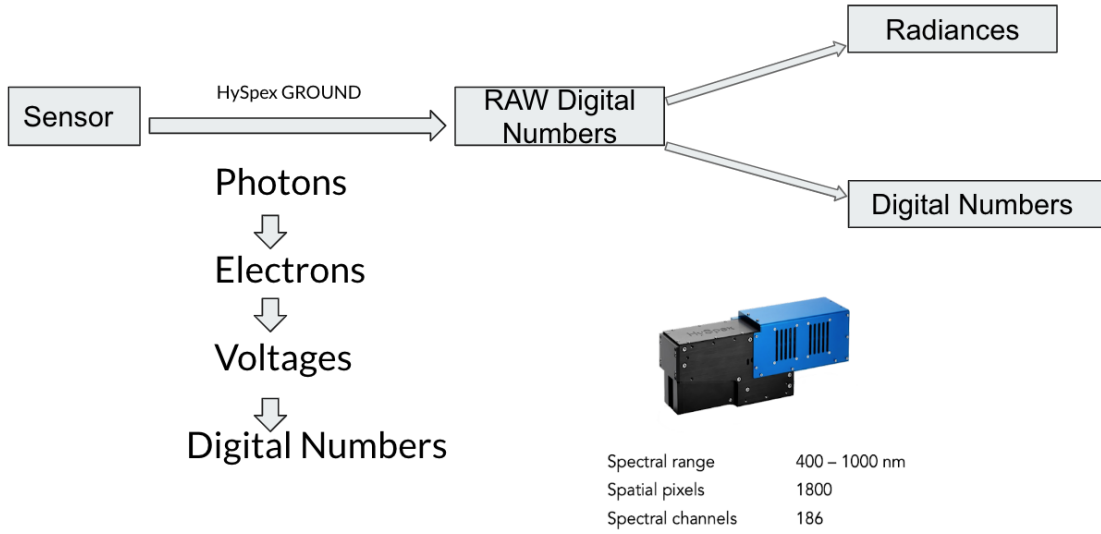 Radiances
HySpex GROUND
Sensor
RAW Digital
Numbers
Photons
Digital Numbers
Electrons
Voltages
HySpex
Digital Numbers
Spectral range 400 – 1000 nm
Spatial pixels 1800
Spectral channels 186